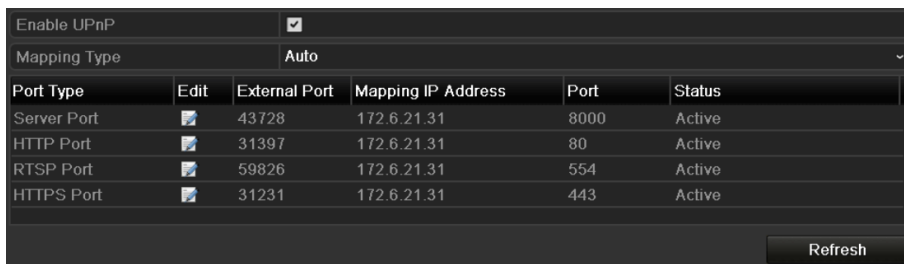 Enable UPnP
Mapping Type Auto
Port Type Edit External Port Mapping IP Address Port Status
Server Port 43728 172.6.21.31 8000 Active
HTTP Port 31397 172.6.21.31 80 Active
RTSP Port 59826 172.6.21.31 554 Active
HTTPS Port 31231 172.6.21.31 443 Active
Refresh